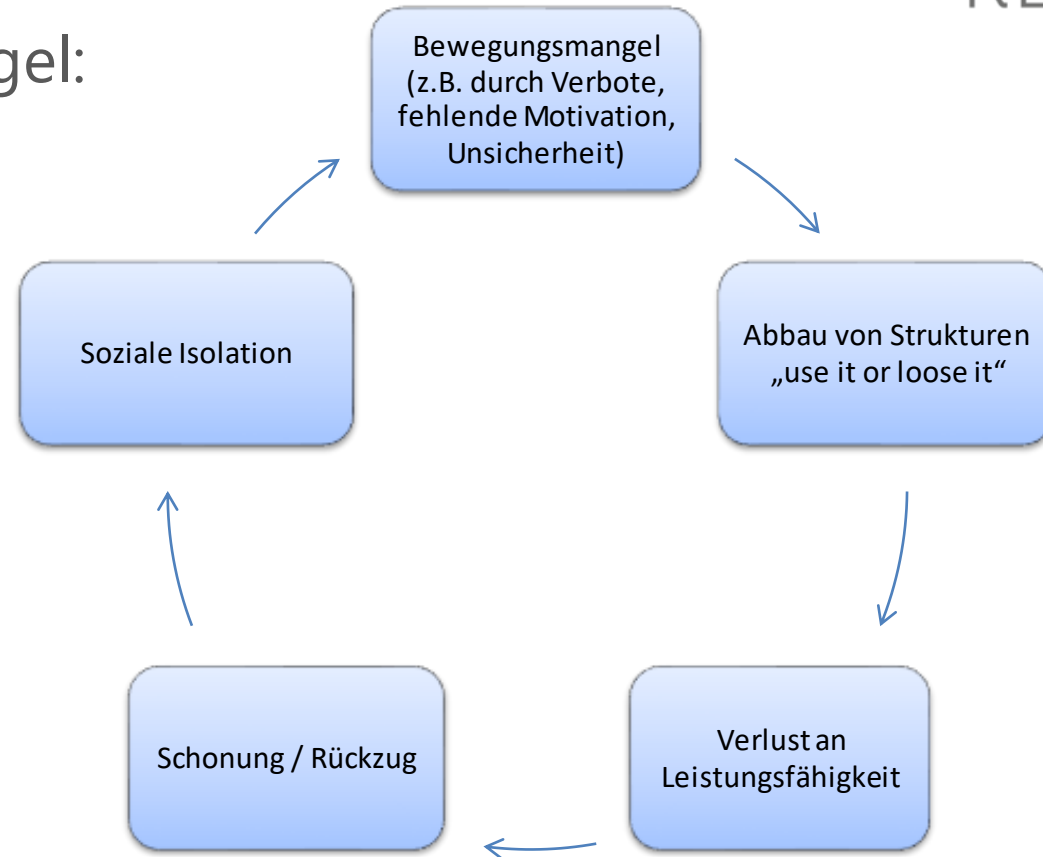 gel:
Bewegungsmangel
(z.B. durch Verbote,
fehlende Motivation,
Unsicherheit)
Soziale Isolation
Abbau von Strukturen
„use it or loose it“
Schonung / Rückzug
Verlust an
Leistungsfähigkeit